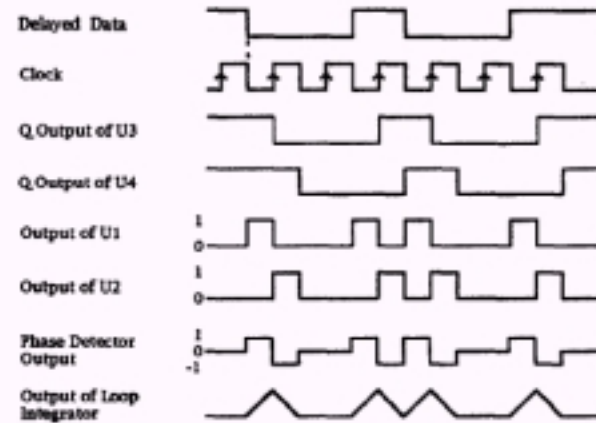 Delayed Data
Clock
Q Output of U3
Q Output of U4
Output of U1
1
0
Output of U2
1
0
Phase Detector
Output
1
0
-1
Output of Loop
Integrator